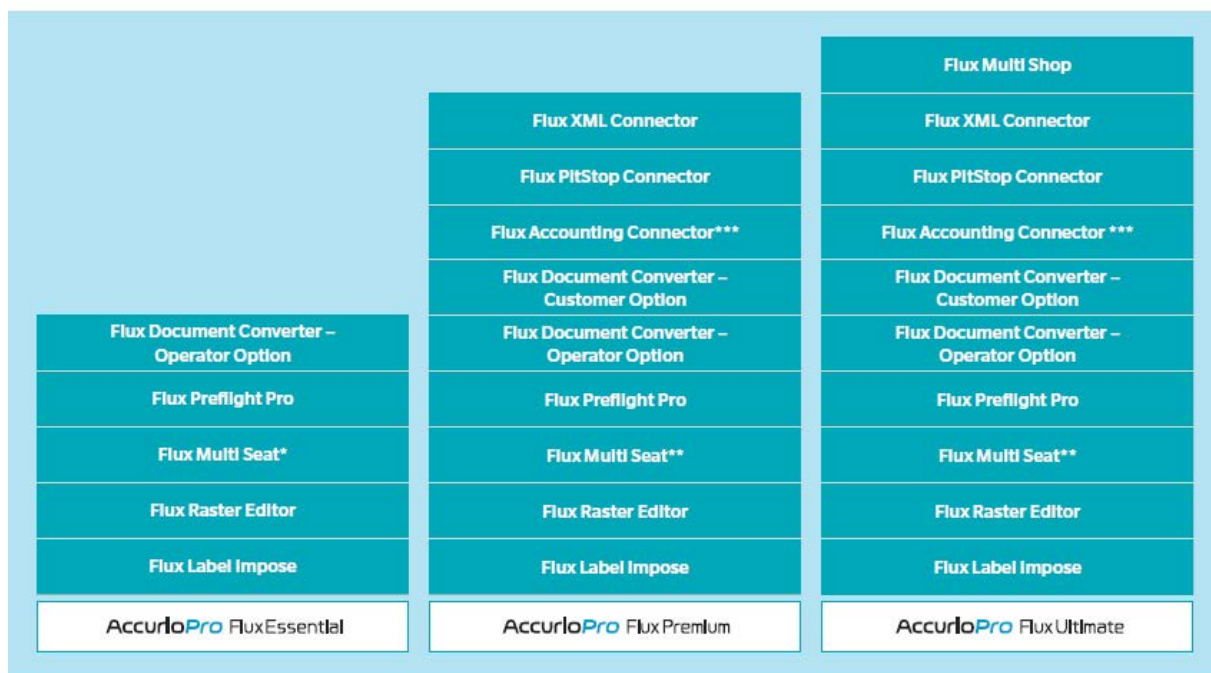 Flux Document Converter –
Operator Option
Flux Preflight Pro
Flux Multi Seat*
Flux Raster Editor
Flux Label Impose
AccurioPro FluxEssential
Flux XML Connector
Flux PitStop Connector
Flux Accounting Connector***
Flux Document Converter –
Customer Option
Flux Document Converter –
Operator Option
Flux Preflight Pro
Flux Multi Seat**
Flux Raster Editor
Flux Label Impose
AccurioPro Flux Premium
Flux Multi Shop
Flux XML Connector
Flux PitStop Connector
Flux Accounting Connector ***
Flux Document Converter –
Customer Option
Flux Document Converter –
Operator Option
Flux Preflight Pro
Flux Multi Seat**
Flux Raster Editor
Flux Label Impose
AccurioPro Flux Ultimate